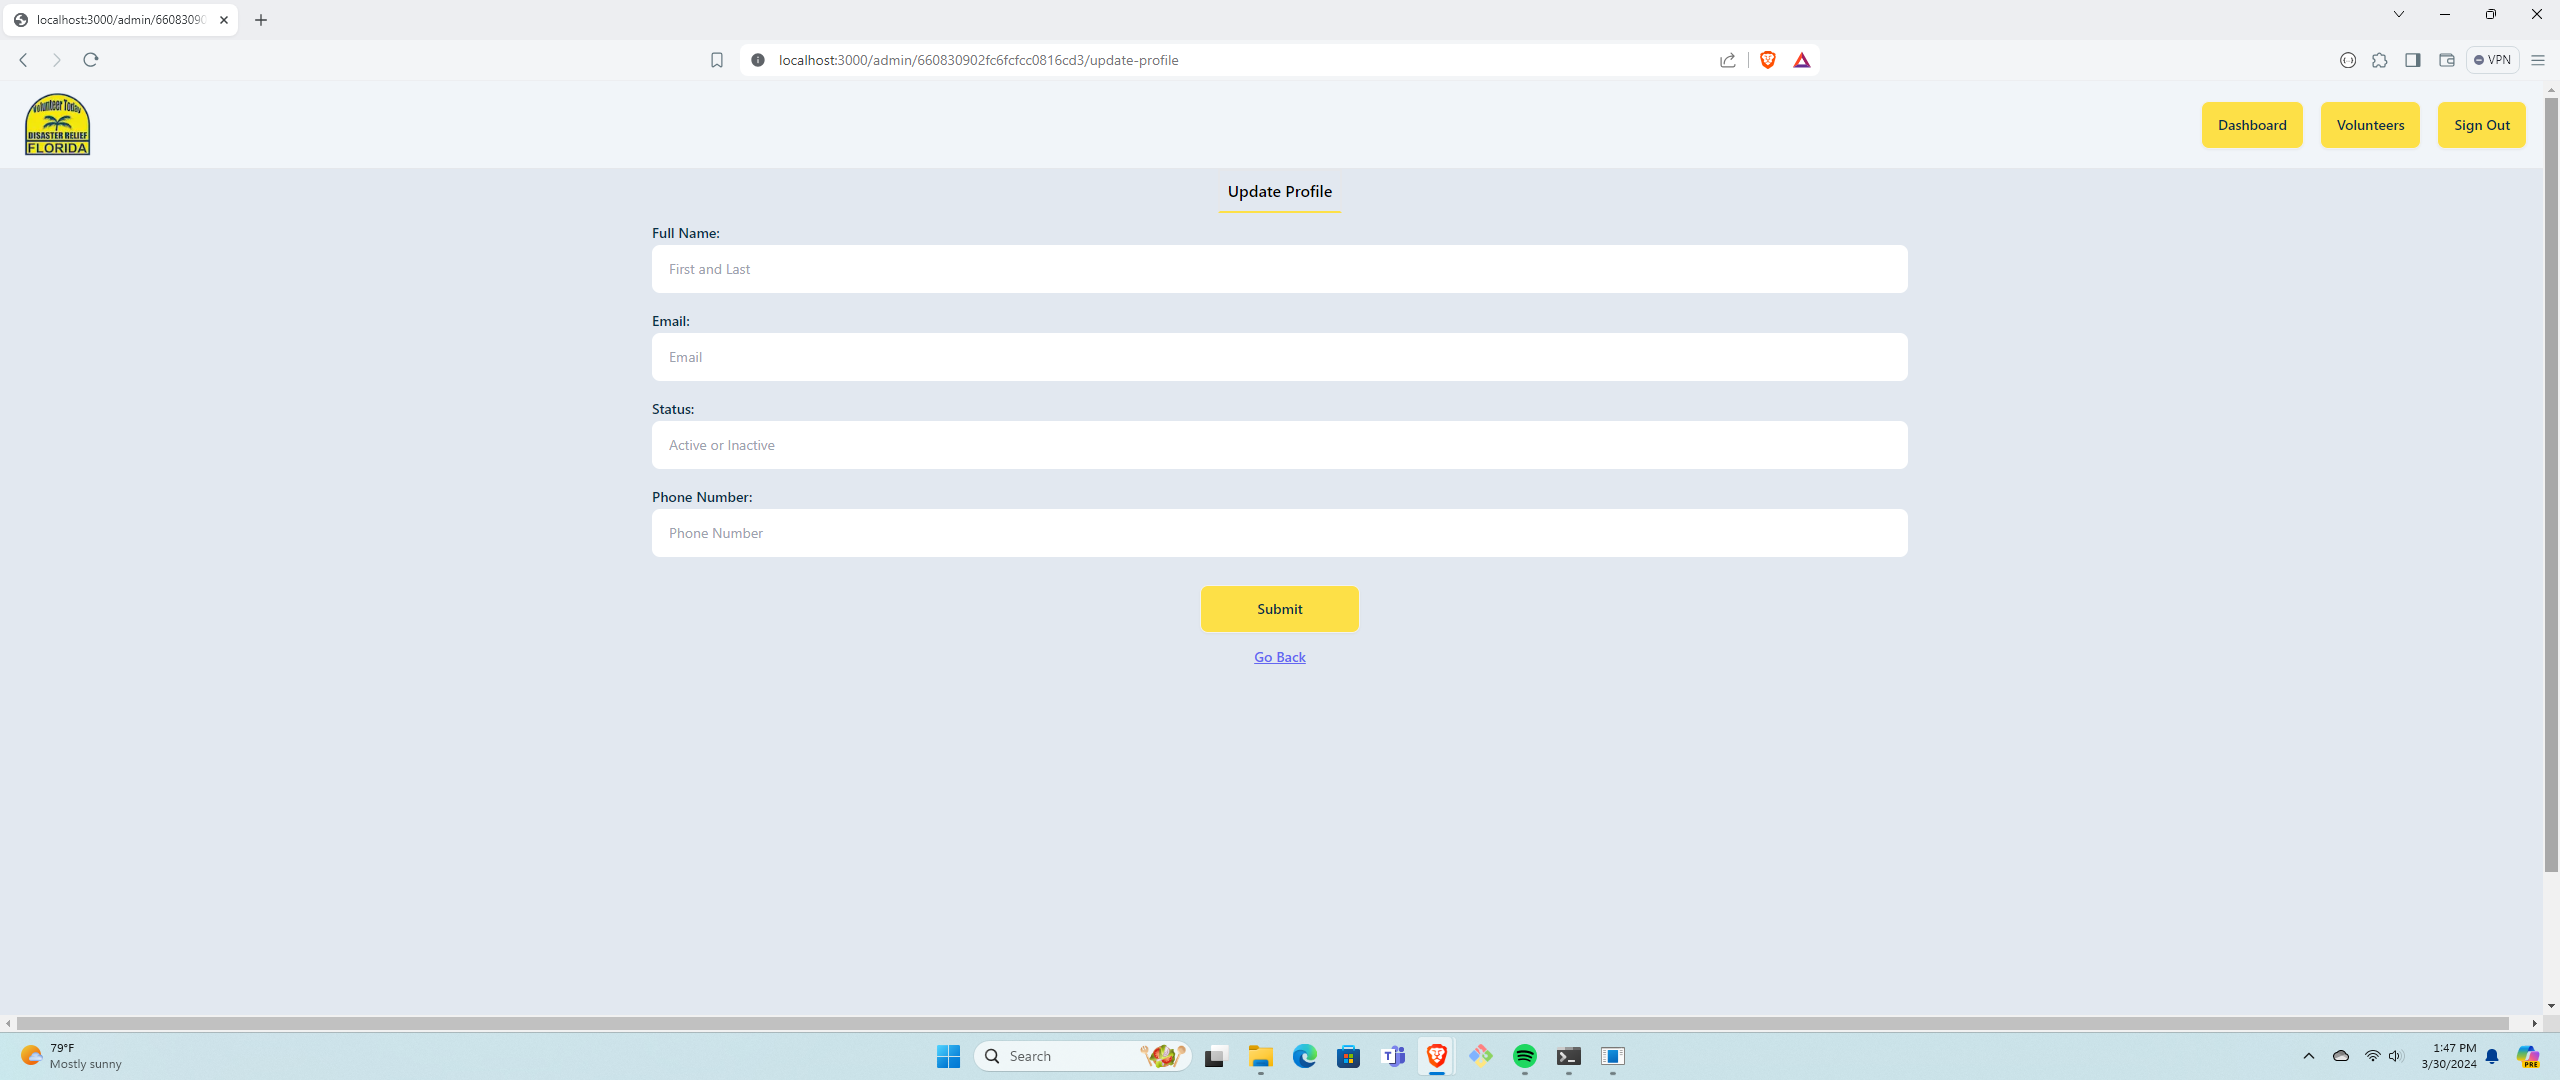 localhost:3000/admin/66083090
localhost:3000/admin/660830902fc6fcfcc0816cd3/update-profile
VPN
Volunteer Today
DISASTER RELIEF
FLORIDA
Dashboard
Volunteers
Sign Out
Update Profile
Full Name:
First and Last
Email:
Email
Status:
Active or Inactive
Phone Number:
Phone Number
Submit
Go Back
79°F
Mostly sunny
Search
1:47 PM
3/30/2024
PRE